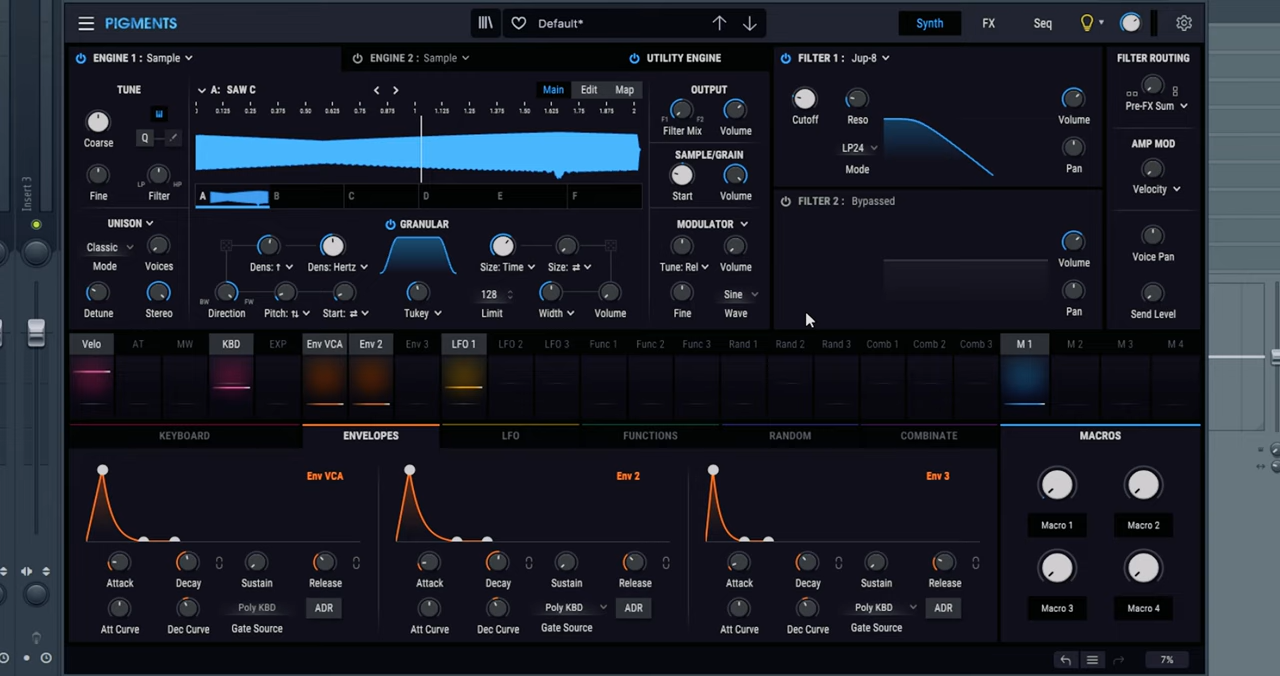 PIGMENTS
Default*
Synth
FX
Seq
ENGINE 1 : Sample
ENGINE 2 : Sample
UTILITY ENGINE
FILTER 1 : Jup-8
FILTER ROUTING
TUNE
A: SAW C
Main
Edit
Map
OUTPUT
0.125 0.25 0.375 0.50 0.625 0.75 0.875 1 1.125 1.25 1.375 1.50 1.625 1.75 1.875 2
F1
F2
Coarse
Q
Filter Mix
Volume
Cutoff
Reso
Volume
Pre-FX Sum
SAMPLE/GRAIN
LP24
Mode
Pan
AMP MOD
LP
HP
Fine
Filter
A
B
C
D
E
F
Start
Volume
Velocity
FILTER 2 : Bypassed
UNISON
GRANULAR
MODULATOR
Classic
Mode
Voices
Dens:
Dens: Hertz
Size: Time
Size:
Tune: Rel
Volume
Volume
Voice Pan
BW
FW
128
Sine
Detune
Stereo
Direction
Pitch:
Start:
Tukey
Limit
Width
Volume
Fine
Wave
Pan
Send Level
Velo
AT
MW
KBD
EXP
Env VCA
Env 2
Env 3
LFO 1
LFO 2
LFO 3
Func 1
Func 2
Func 3
Rand 1
Rand 2
Rand 3
Comb 1
Comb 2
Comb 3
M 1
M 2
M 3
M 4
KEYBOARD
ENVELOPES
LFO
FUNCTIONS
RANDOM
COMBINATE
MACROS
Env VCA
Env 2
Env 3
Macro 1
Macro 2
Attack
Decay
Sustain
Release
Attack
Decay
Sustain
Release
Attack
Decay
Sustain
Release
Poly KBD
ADR
Poly KBD
ADR
Poly KBD
ADR
Macro 3
Macro 4
Att Curve
Dec Curve
Gate Source
Att Curve
Dec Curve
Gate Source
Att Curve
Dec Curve
Gate Source
7%
Insert 3